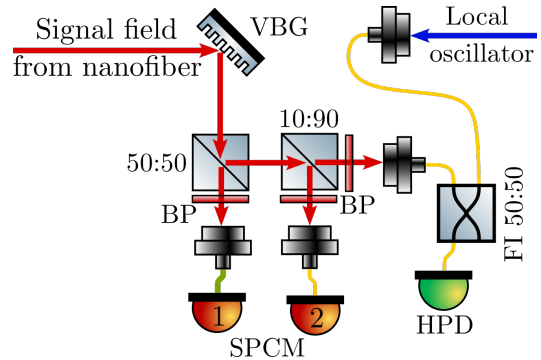 Signal field
from nanofiber
VBG
Local
oscillator
10:90
50:50
BP
BP
FI 50:50
1
2
HPD
SPCM